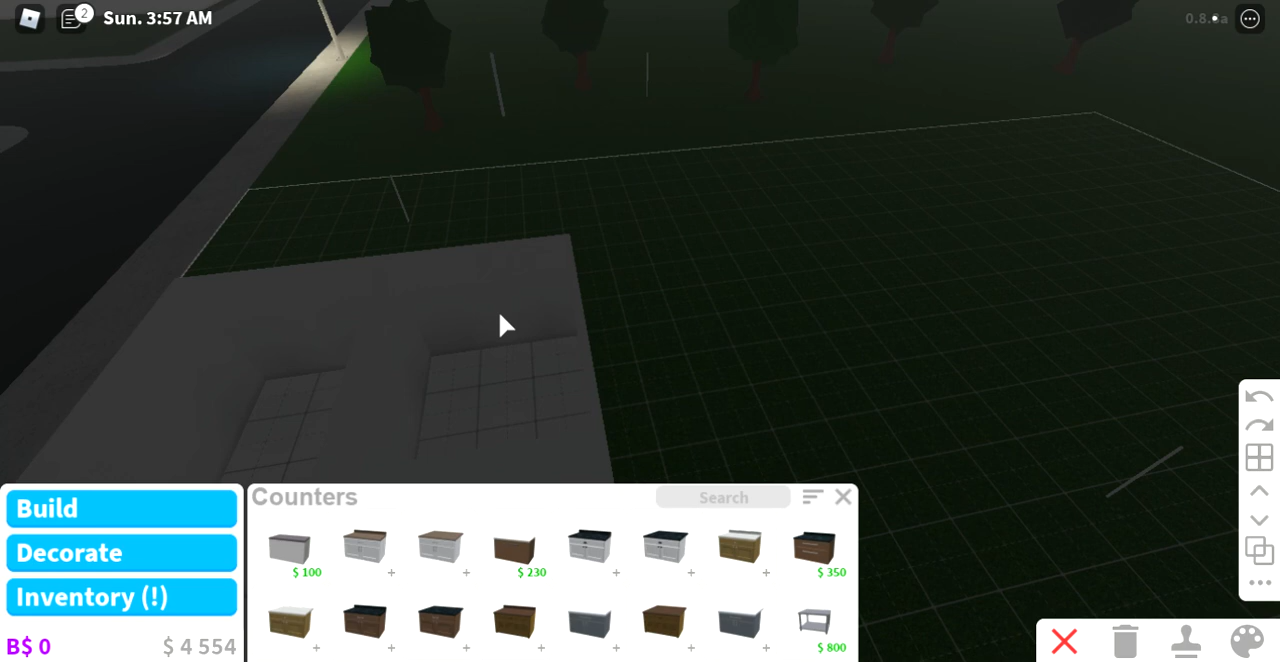 2
Sun. 3:57 AM
Build
Decorate
Inventory (!)
B$ 0
$ 4 554
Counters
Search
$ 100
+
+
$ 230
+
+
+
$ 350
+
+
+
+
+
+
+
$ 800